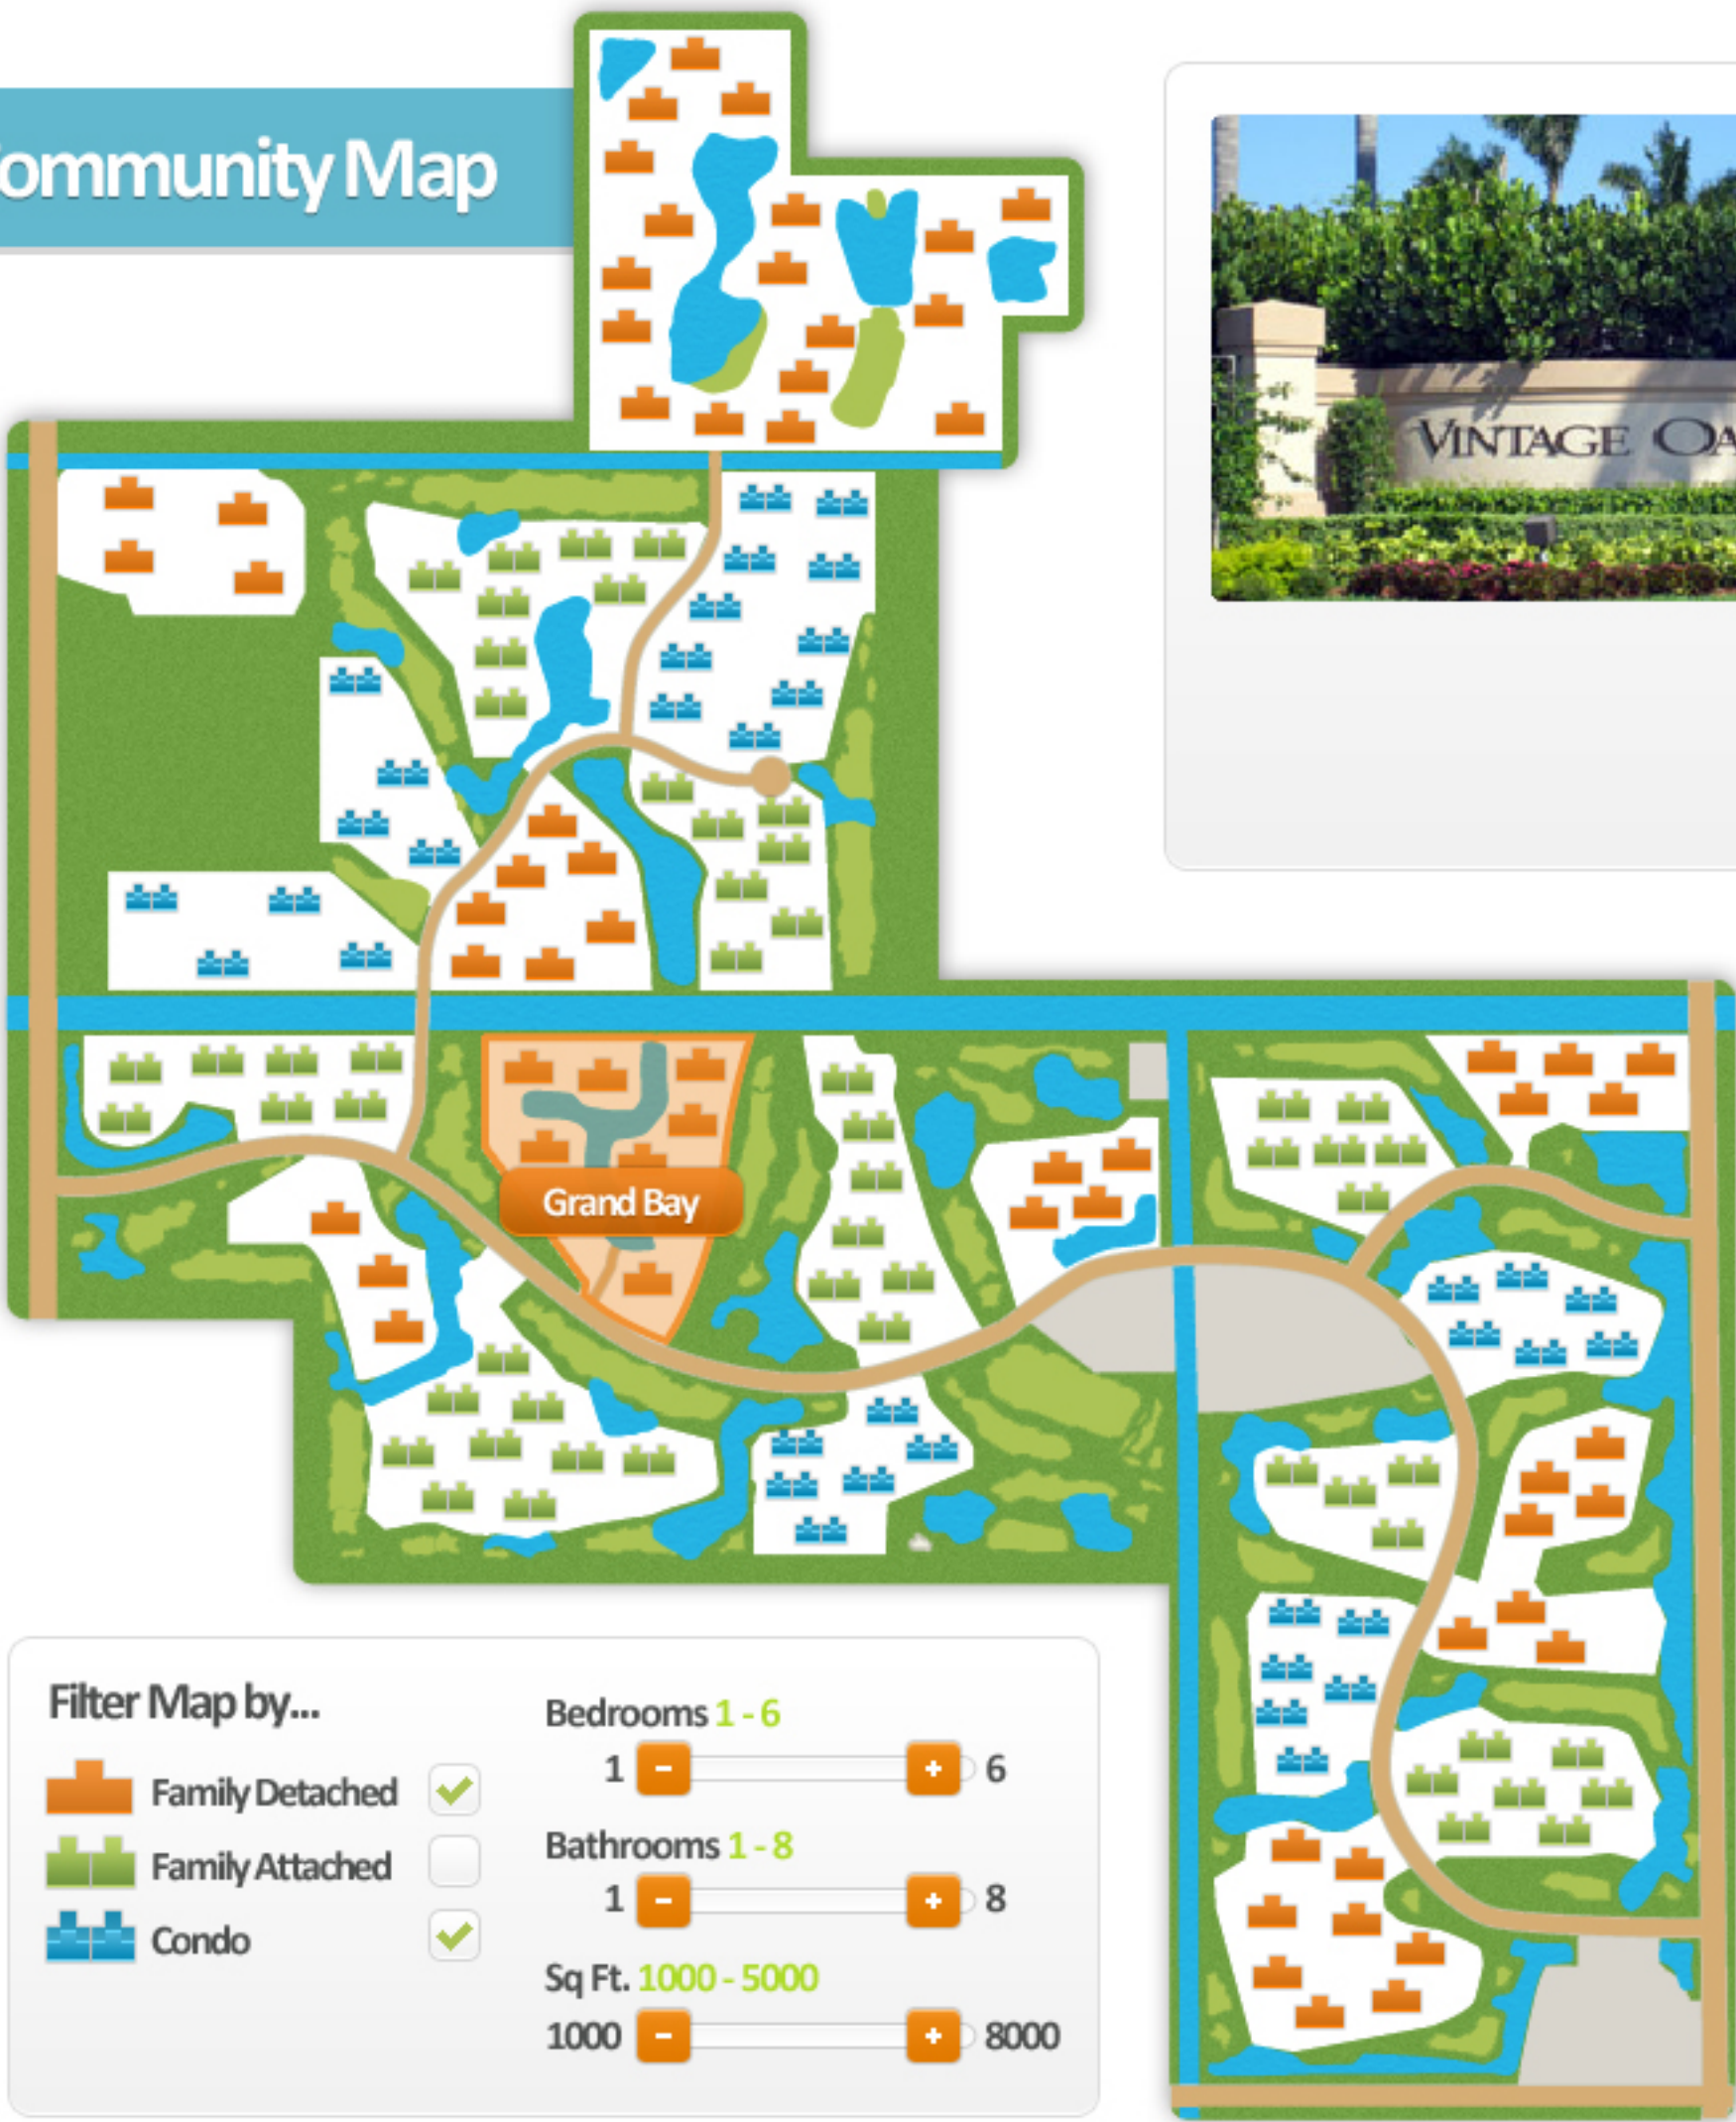 ommunity Map
VINTAGE OA
Grand Bay
Filter Map by...
Family Detached
Family Attached
Condo
Bedrooms 1 - 6
1 - + 6
Bathrooms 1 - 8
1 - + 8
Sq Ft. 1000 - 5000
1000 - + 8000